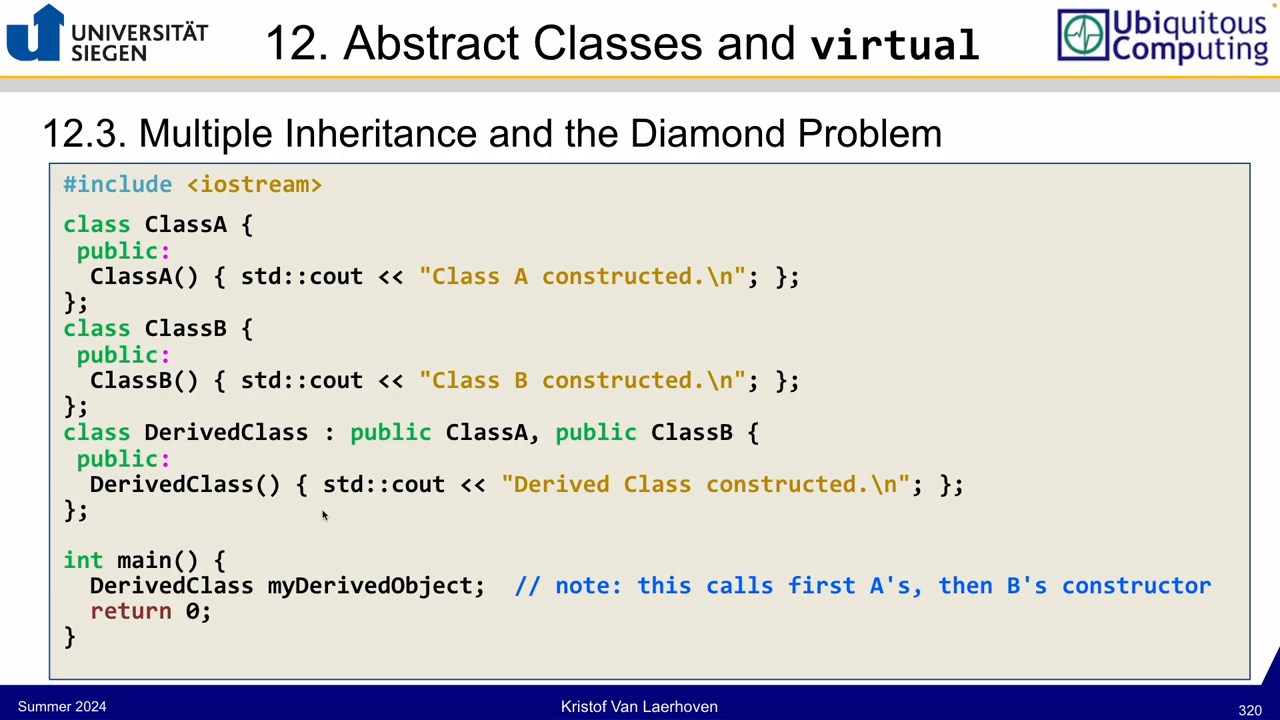 UNIVERSITÄT
SIEGEN
12. Abstract Classes and virtual
Ubiquitous
Computing
12.3. Multiple Inheritance and the Diamond Problem
#include <iostream>
class ClassA {
 public:
  ClassA() { std::cout << "Class A constructed.\n"; };
};
class ClassB {
 public:
  ClassB() { std::cout << "Class B constructed.\n"; };
};
class DerivedClass : public ClassA, public ClassB {
 public:
  DerivedClass() { std::cout << "Derived Class constructed.\n"; };
};
int main() {
  DerivedClass myDerivedObject;  // note: this calls first A's, then B's constructor
  return 0;
}
Summer 2024
Kristof Van Laerhoven
320